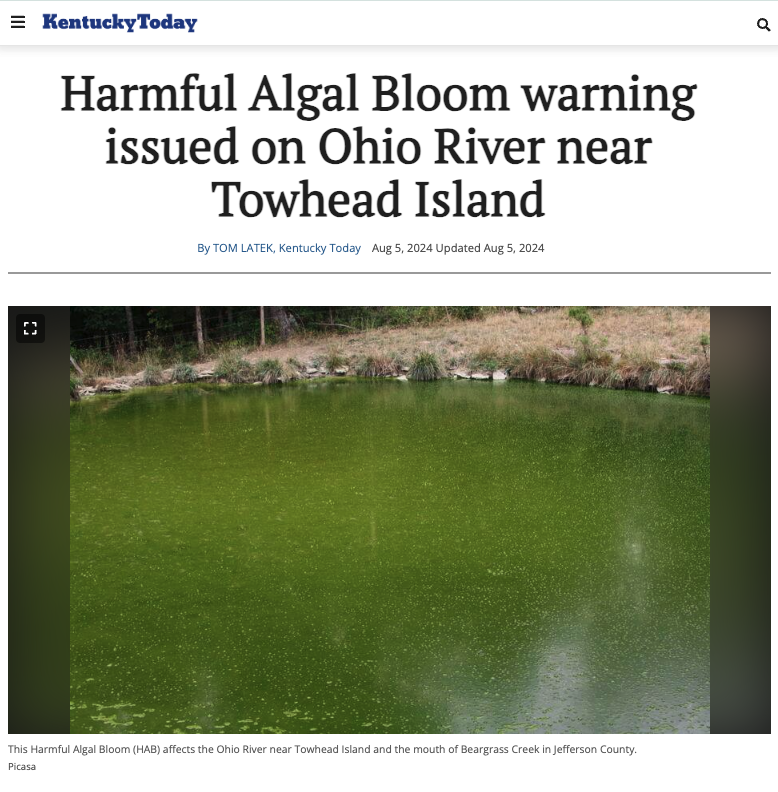 KentuckyToday
Harmful Algal Bloom warning
issued on Ohio River near
Towhead Island
By TOM LATEK, Kentucky Today Aug 5, 2024 Updated Aug 5, 2024
This Harmful Algal Bloom (HAB) affects the Ohio River near Towhead Island and the mouth of Beargrass Creek in Jefferson County.
Picasa